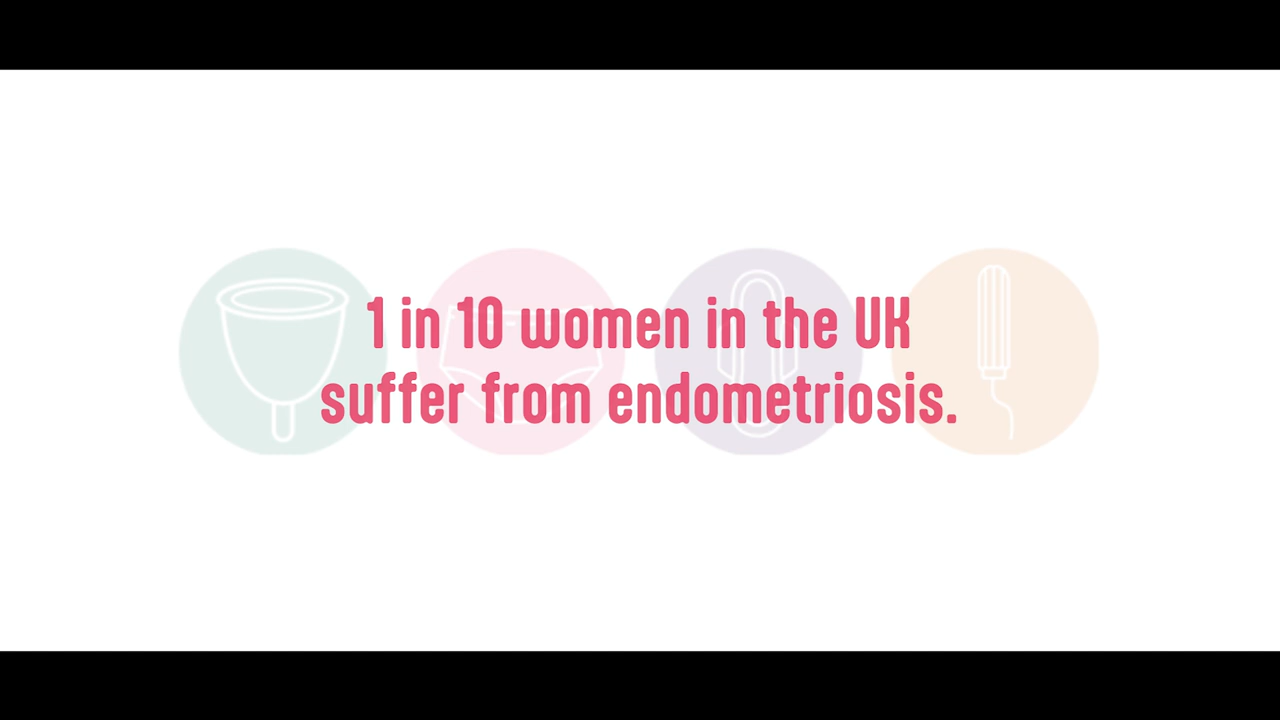 1 in 10 women in the UK
suffer from endometriosis.